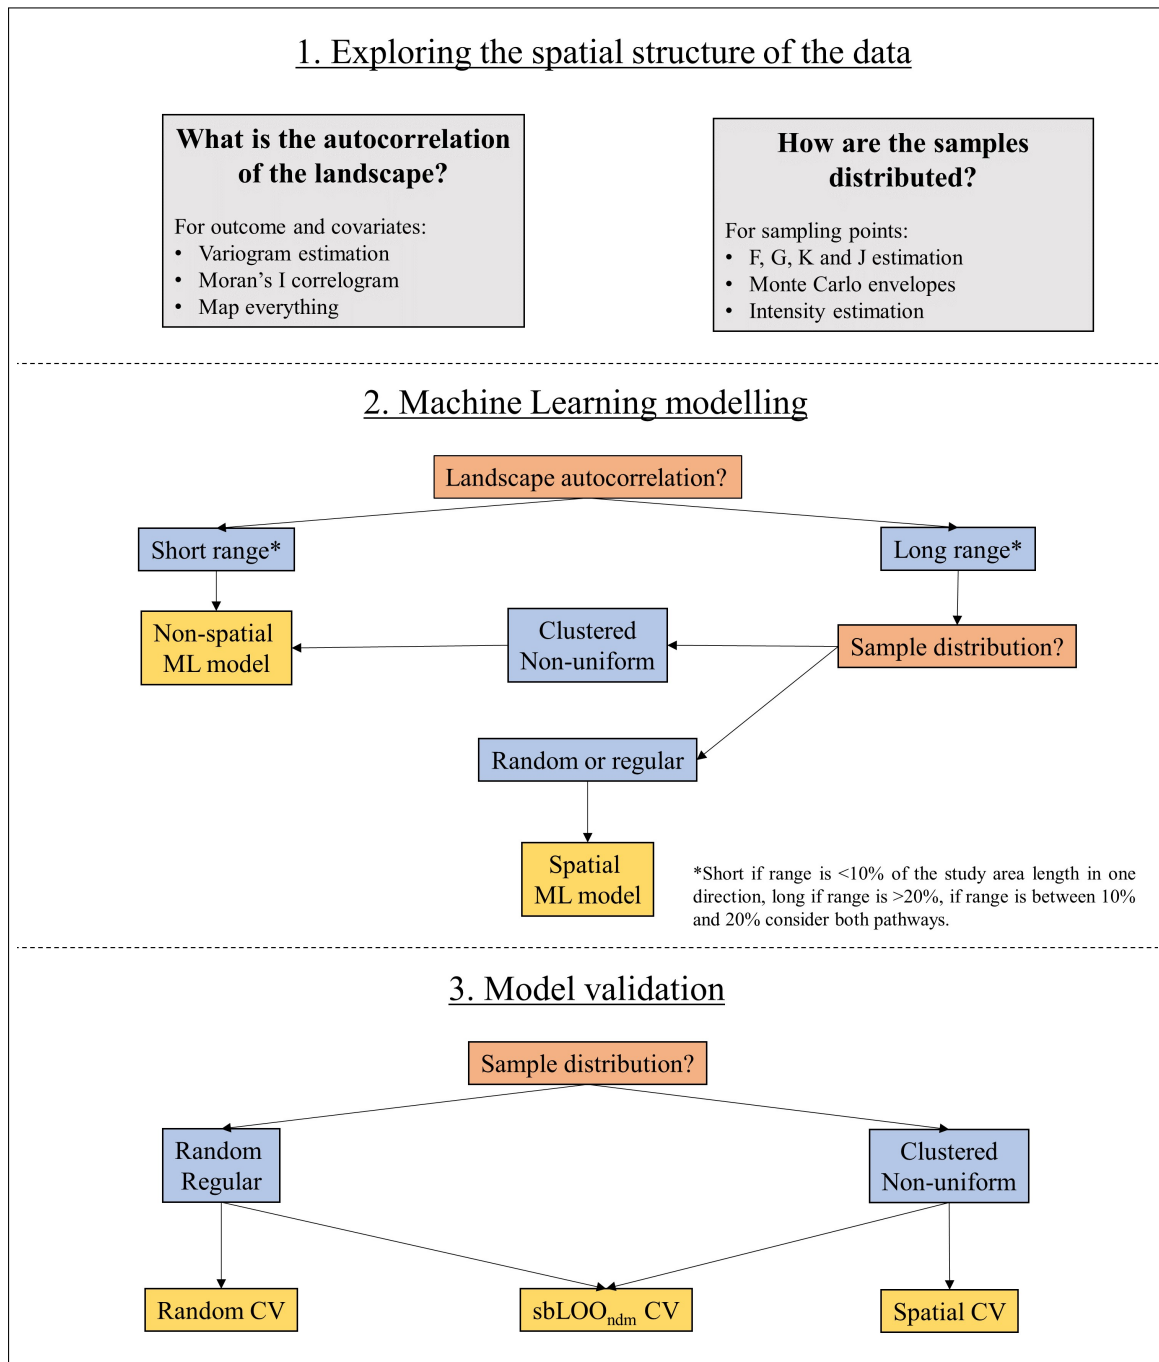 1. Exploring the spatial structure of the data
What is the autocorrelation
of the landscape?
For outcome and covariates:
• Variogram estimation
• Moran's I correlogram
• Map everything
How are the samples
distributed?
For sampling points:
• F, G, K and J estimation
• Monte Carlo envelopes
• Intensity estimation
2. Machine Learning modelling
Landscape autocorrelation?
Short range*
Long range*
Non-spatial
ML model
Clustered
Non-uniform
Sample distribution?
Random or regular
Spatial
ML model
*Short if range is <10% of the study area length in one
direction, long if range is >20%, if range is between 10%
and 20% consider both pathways.
3. Model validation
Sample distribution?
Random
Regular
Clustered
Non-uniform
Random CV
sbLOOndm CV
Spatial CV